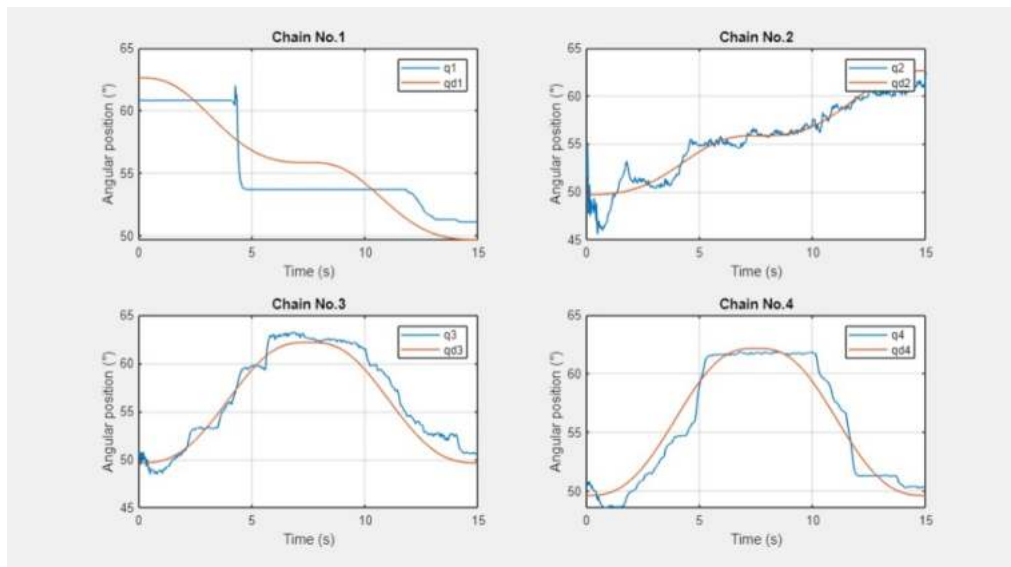 Chain No.1
65
60
55
50
Angular position (°)
q1
qd1
0
5
10
15
Time (s)
Chain No.2
65
60
55
50
45
Angular position (°)
q2
qd2
0
5
10
15
Time (s)
Chain No.3
65
60
55
50
45
Angular position (°)
q3
qd3
0
5
10
15
Time (s)
Chain No.4
65
60
55
50
Angular position (°)
q4
qd4
0
5
10
15
Time (s)